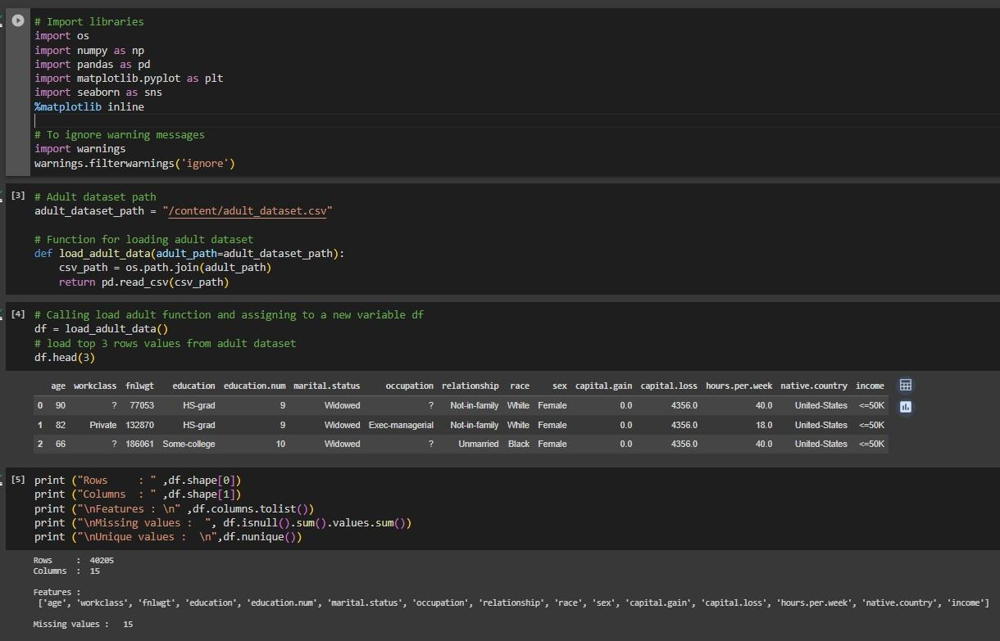 # Import libraries
import os
import numpy as np
import pandas as pd
import matplotlib.pyplot as plt
import seaborn as sns
%matplotlib inline
# To ignore warning messages
import warnings
warnings.filterwarnings('ignore')
[3] # Adult dataset path
adult_dataset_path = "/content/adult_dataset.csv"
# Function for loading adult dataset
def load_adult_data(adult_path=adult_dataset_path):
    csv_path = os.path.join(adult_path)
    return pd.read_csv(csv_path)
[4] # Calling load adult function and assigning to a new variable df
df = load_adult_data()
# load top 3 rows values from adult dataset
df.head(3)
age workclass fnlwgt education education.num marital.status occupation relationship race sex capital.gain capital.loss hours.per.week native.country income
0 90 ? 77053 HS-grad 9 Widowed ? Not-in-family White Female 0.0 4356.0 40.0 United-States <=50K
1 82 Private 132870 HS-grad 9 Widowed Exec-managerial Not-in-family White Female 0.0 4356.0 18.0 United-States <=50K
2 66 ? 186061 Some-college 10 Widowed ? Unmarried Black Female 0.0 4356.0 40.0 United-States <=50K
[5] print ("Rows     : " ,df.shape[0])
print ("Columns  : " ,df.shape[1])
print ("\nFeatures : \n" ,df.columns.tolist())
print ("\nMissing values :  ", df.isnull().sum().values.sum())
print ("\nUnique values :  \n",df.nunique())
Rows     :  40205
Columns  :  15
Features :
 ['age', 'workclass', 'fnlwgt', 'education', 'education.num', 'marital.status', 'occupation', 'relationship', 'race', 'sex', 'capital.gain', 'capital.loss', 'hours.per.week', 'native.country', 'income']
Missing values :   15